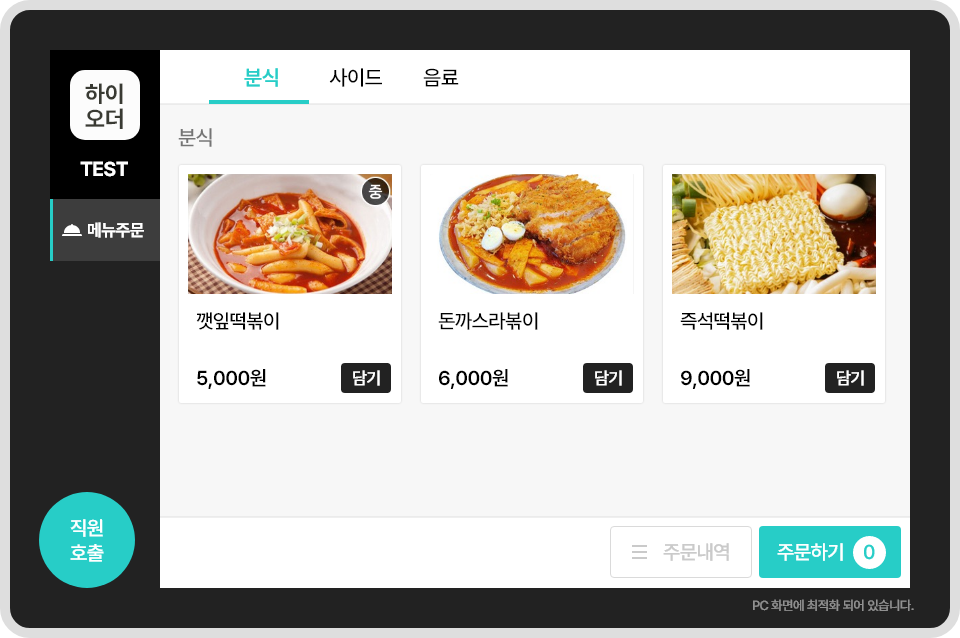 하이
오더
TEST
메뉴주문
직원
호출
분식
사이드
음료
분식
중
깻잎떡볶이
5,000원
담기
돈까스라볶이
6,000원
담기
즉석떡볶이
9,000원
담기
주문내역
주문하기 0
PC 화면에 최적화 되어 있습니다.